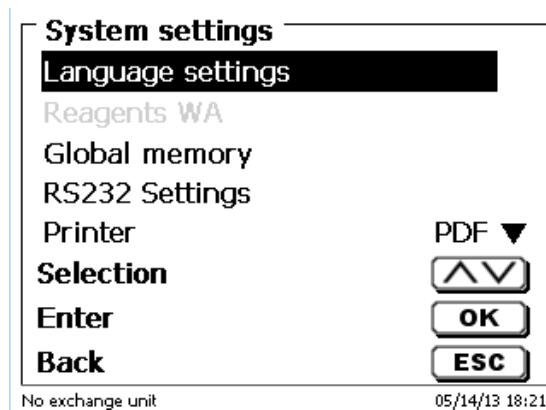 System settings
Language settings
Reagents WA
Global memory
RS232 Settings
Printer PDF ▼
Selection
Enter OK
Back ESC
No exchange unit 05/14/13 18:21